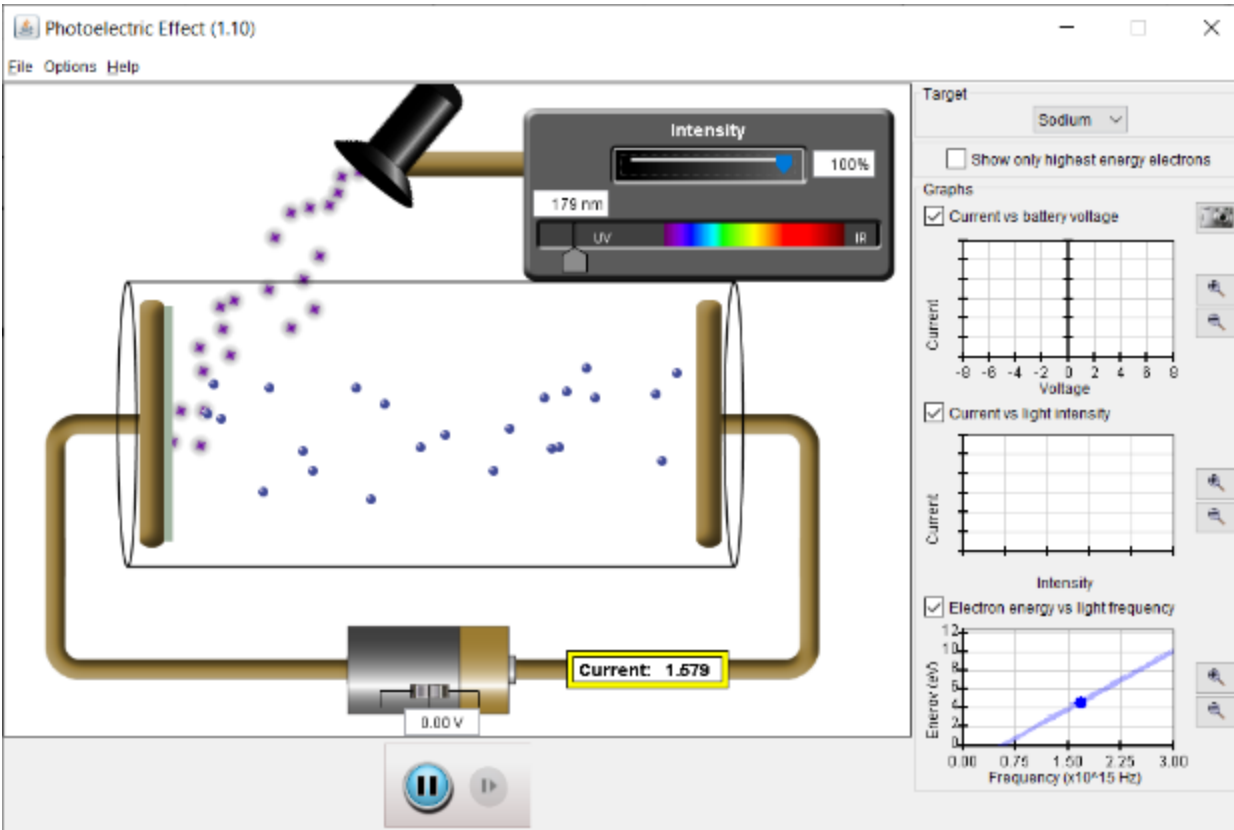 Photoelectric Effect (1.10)
File Options Help
Intensity
100%
179 nm
UV
IR
Current: 1.579
0.00 V
Target
Sodium
Show only highest energy electrons
Graphs
Current vs battery voltage
Current
-8 -6 -4 -2 0 2 4 6 8
Voltage
Current vs light intensity
Current
Intensity
Electron energy vs light frequency
Energy (eV)
12
10
8
6
4
2
0
0.00 0.75 1.50 2.25 3.00
Frequency (x10^15 Hz)